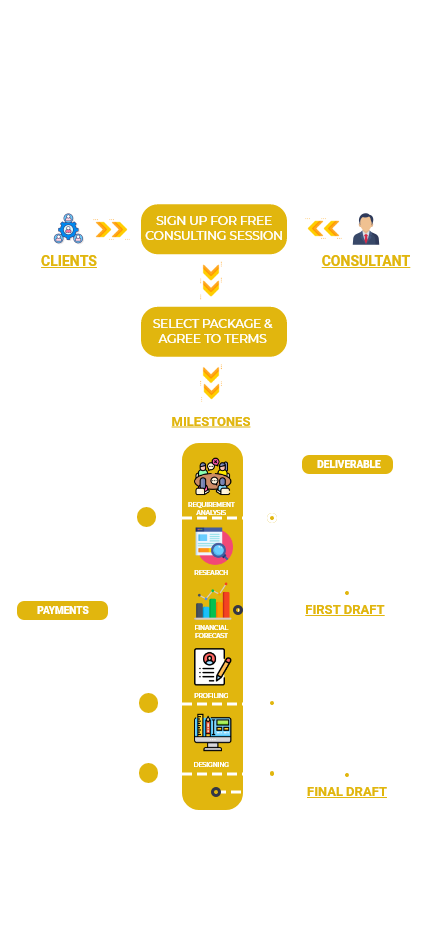 SIGN UP FOR FREE
CONSULTING SESSION
CLIENTS
CONSULTANT
SELECT PACKAGE &
AGREE TO TERMS
MILESTONES
DELIVERABLE
REQUIREMENT
ANALYSIS
RESEARCH
PAYMENTS
FIRST DRAFT
FINANCIAL
FORECAST
PROFILING
DESIGNING
FINAL DRAFT